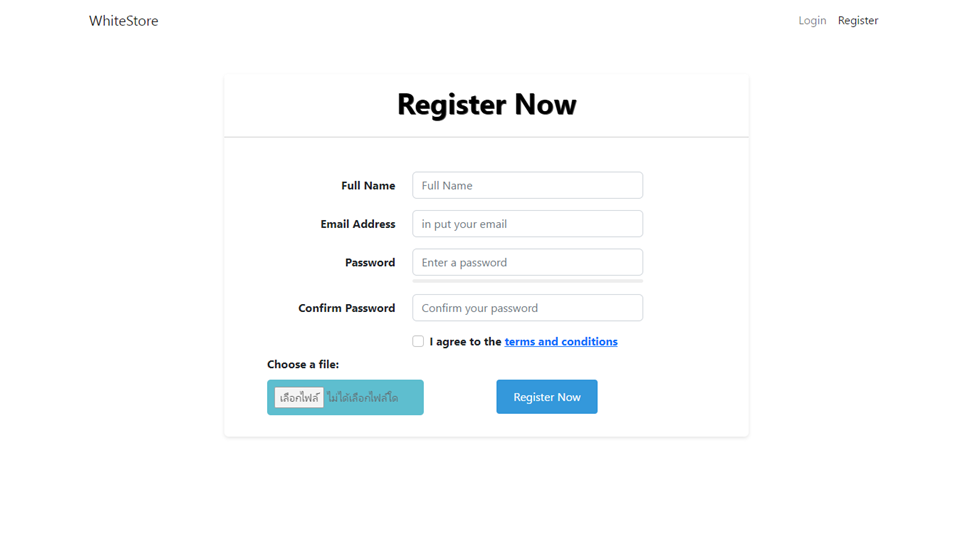 WhiteStore
Login Register
Register Now
Full Name Full Name
Email Address in put your email
Password Enter a password
Confirm Password Confirm your password
I agree to the terms and conditions
Choose a file:
เลือกไฟล์ ไม่ได้เลือกไฟล์ใด
Register Now